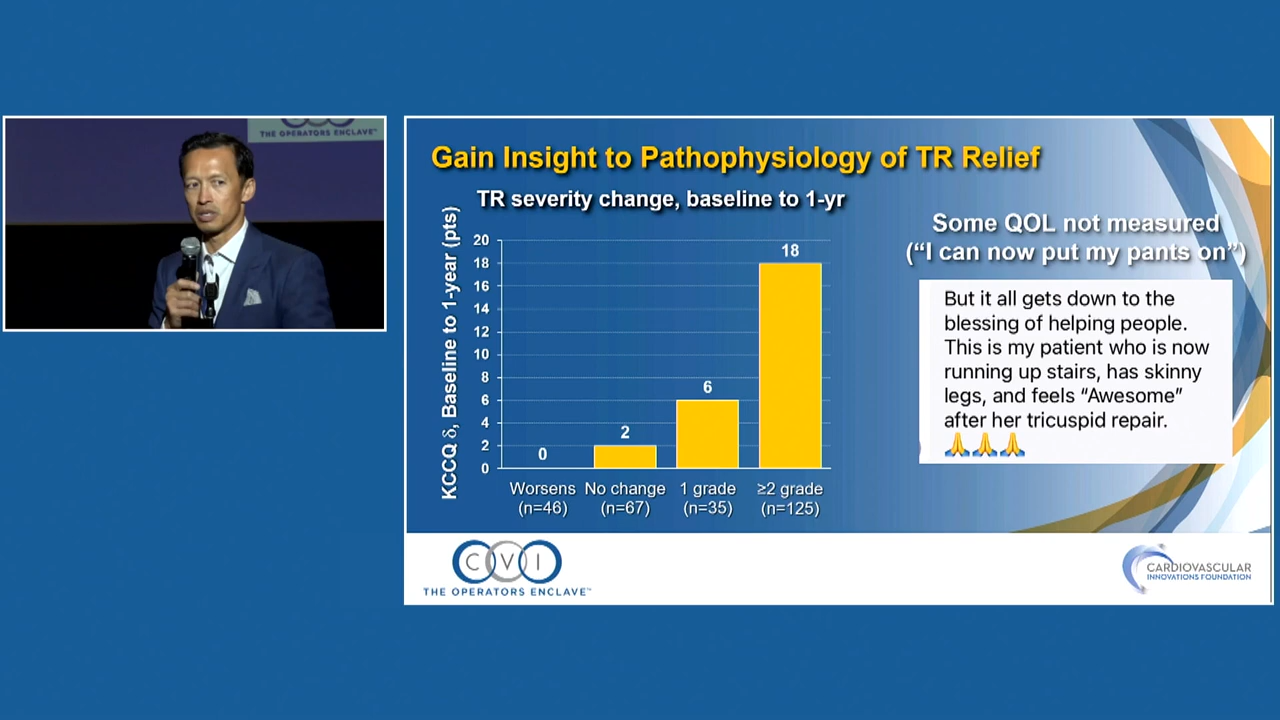 THE OPERATORS ENCLAVE™
Gain Insight to Pathophysiology of TR Relief
TR severity change, baseline to 1-yr
KCCQ δ, Baseline to 1-year (pts)
20
18
16
14
12
10
8
6
4
2
0
0
2
6
18
Worsens
(n=46)
No change
(n=67)
1 grade
(n=35)
≥2 grade
(n=125)
Some QOL not measured
(“I can now put my pants on”)
But it all gets down to the
blessing of helping people.
This is my patient who is now
running up stairs, has skinny
legs, and feels “Awesome”
after her tricuspid repair.
🙏🙏🙏
CVI
THE OPERATORS ENCLAVE™
CARDIOVASCULAR
INNOVATIONS FOUNDATION